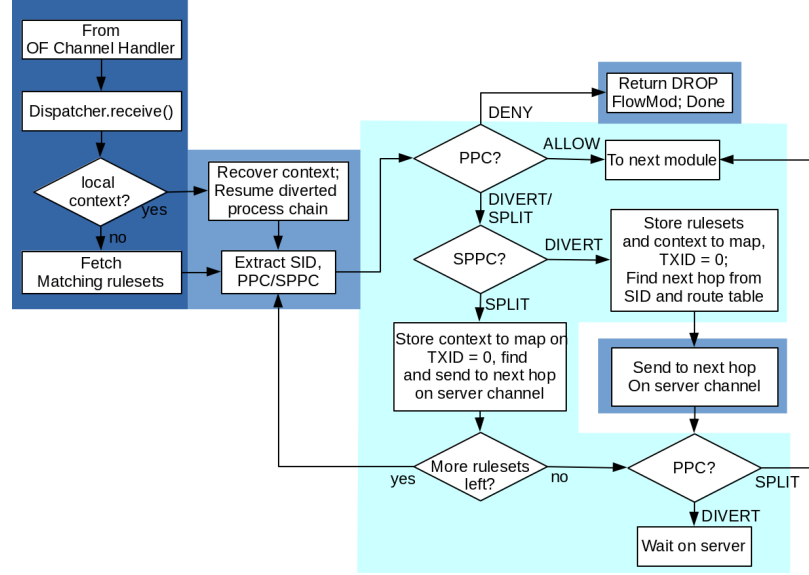 From
OF Channel Handler
Dispatcher.receive()
local
context?
yes
no
Fetch
Matching rulesets
Recover context;
Resume diverted
process chain
Extract SID,
PPC/SPPC
PPC?
DENY
Return DROP
FlowMod; Done
ALLOW
To next module
DIVERT/
SPLIT
SPPC?
DIVERT
Store rulesets
and context to map,
TXID = 0;
Find next hop from
SID and route table
SPLIT
Store context to map on
TXID = 0, find
and send to next hop
on server channel
Send to next hop
On server channel
More rulesets
left?
yes
no
PPC?
SPLIT
DIVERT
Wait on server